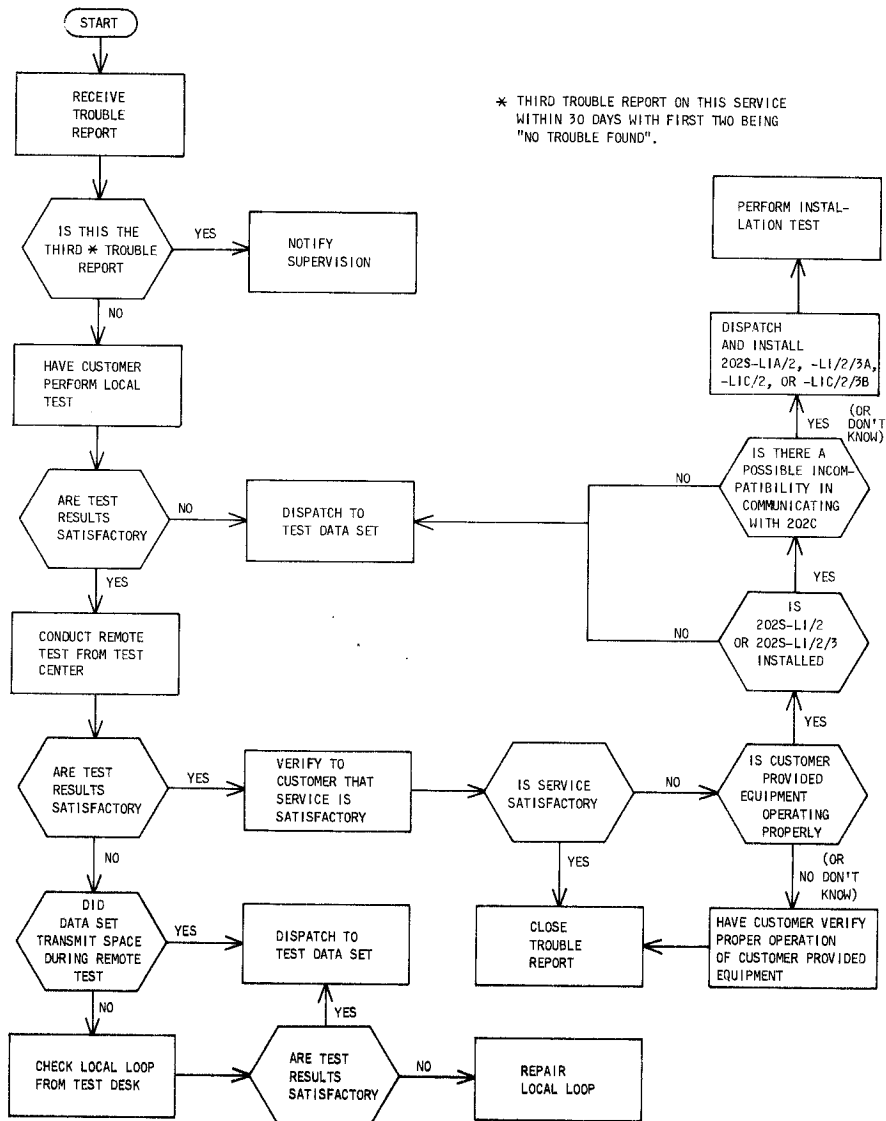 START
RECEIVE
TROUBLE
REPORT
* THIRD TROUBLE REPORT ON THIS SERVICE
WITHIN 30 DAYS WITH FIRST TWO BEING
"NO TROUBLE FOUND".
IS THIS THE
THIRD * TROUBLE
REPORT
YES
NOTIFY
SUPERVISION
NO
PERFORM INSTAL-
LATION TEST
HAVE CUSTOMER
PERFORM LOCAL
TEST
DISPATCH
AND INSTALL
202S-L1A/2, -L1/2/3A,
-L1C/2, OR -L1C/2/3B
YES
(OR
DON'T
KNOW)
ARE TEST
RESULTS
SATISFACTORY
NO
DISPATCH TO
TEST DATA SET
NO
IS THERE A
POSSIBLE INCOM-
PATIBILITY IN
COMMUNICATING
WITH 202C
YES
YES
CONDUCT REMOTE
TEST FROM TEST
CENTER
NO
IS
202S-L1/2
OR 202S-L1/2/3
INSTALLED
YES
ARE TEST
RESULTS
SATISFACTORY
YES
VERIFY TO
CUSTOMER THAT
SERVICE IS
SATISFACTORY
IS SERVICE
SATISFACTORY
NO
IS CUSTOMER
PROVIDED
EQUIPMENT
OPERATING
PROPERLY
NO
YES
(OR
NO DON'T
KNOW)
DID
DATA SET
TRANSMIT SPACE
DURING REMOTE
TEST
YES
DISPATCH TO
TEST DATA SET
CLOSE
TROUBLE
REPORT
HAVE CUSTOMER VERIFY
PROPER OPERATION
OF CUSTOMER PROVIDED
EQUIPMENT
NO
YES
CHECK LOCAL LOOP
FROM TEST DESK
ARE TEST
RESULTS
SATISFACTORY
NO
REPAIR
LOCAL LOOP